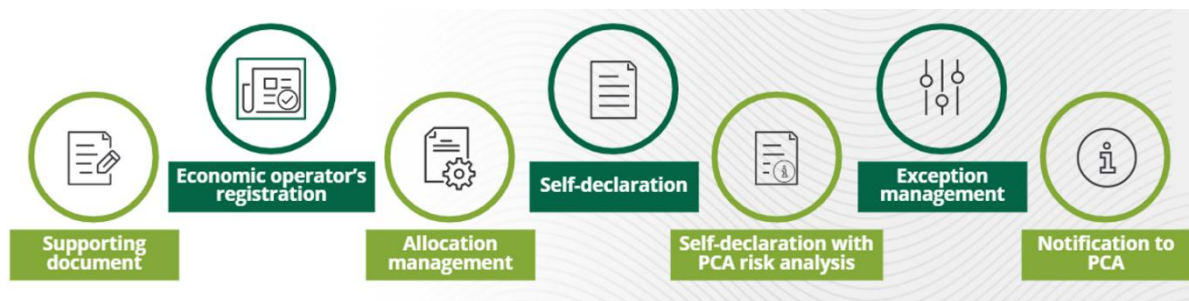 Supporting
document
Economic operator's
registration
Allocation
management
Self-declaration
Self-declaration with
PCA risk analysis
Exception
management
Notification to
PCA